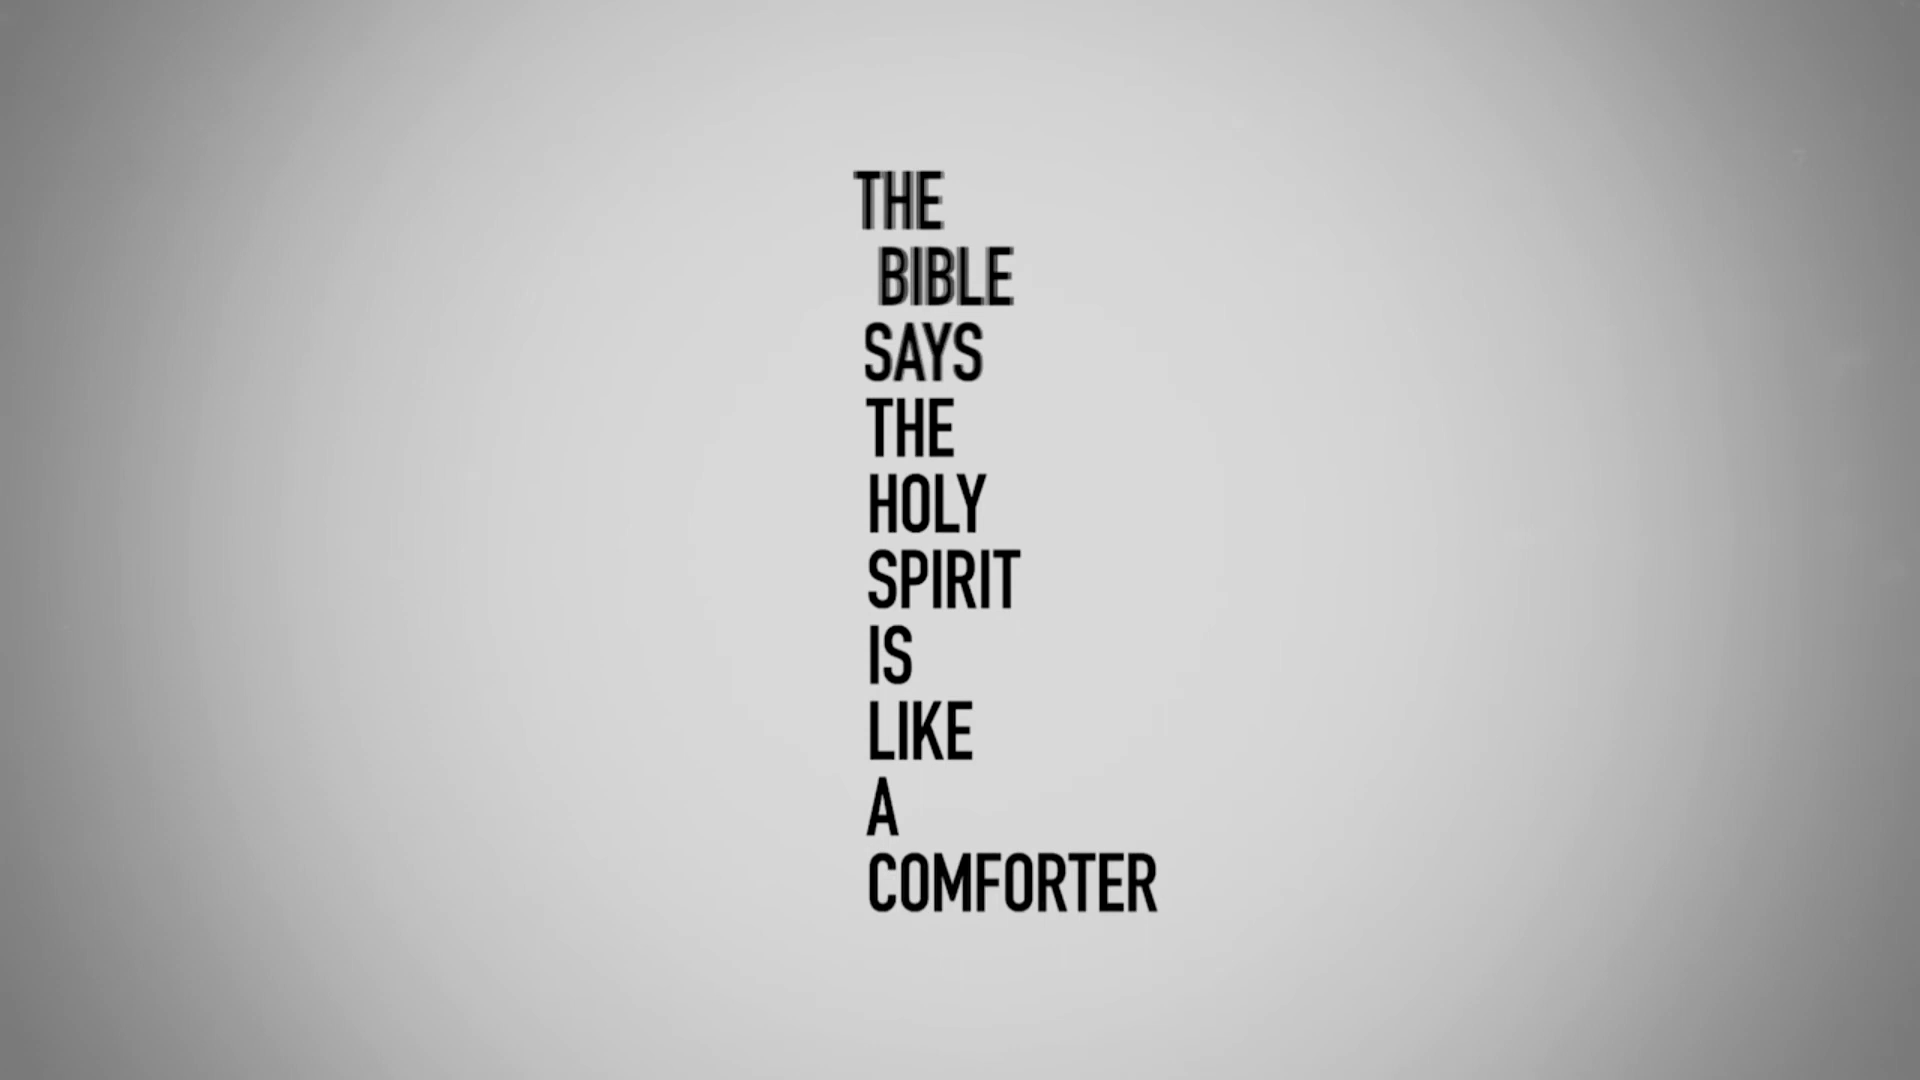 THE
BIBLE
SAYS
THE
HOLY
SPIRIT
IS
LIKE
A
COMFORTER